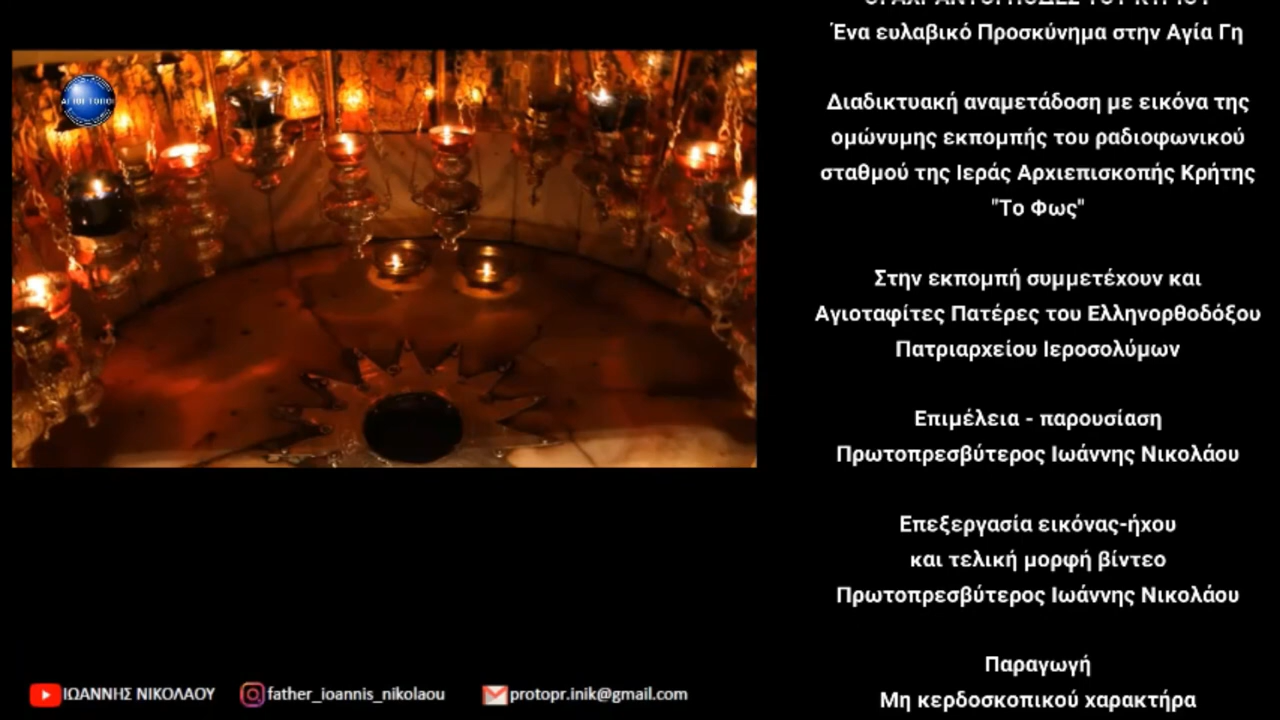 Ένα ευλαβικό Προσκύνημα στην Αγία Γη
Διαδικτυακή αναμετάδοση με εικόνα της
ομώνυμης εκπομπής του ραδιοφωνικού
σταθμού της Ιεράς Αρχιεπισκοπής Κρήτης
"Το Φως"
Στην εκπομπή συμμετέχουν και
Αγιοταφίτες Πατέρες του Ελληνορθοδόξου
Πατριαρχείου Ιεροσολύμων
Επιμέλεια - παρουσίαση
Πρωτοπρεσβύτερος Ιωάννης Νικολάου
Επεξεργασία εικόνας-ήχου
και τελική μορφή βίντεο
Πρωτοπρεσβύτερος Ιωάννης Νικολάου
Παραγωγή
Μη κερδοσκοπικού χαρακτήρα
ΑΓΙΟΙ ΤΟΠΟΙ
ΙΩΑΝΝΗΣ ΝΙΚΟΛΑΟΥ
father_ioannis_nikolaou
protopr.inik@gmail.com